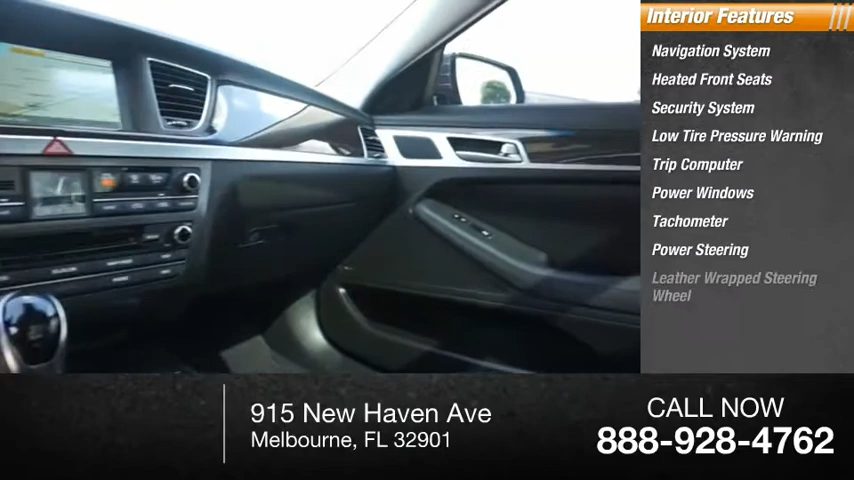 Interior Features
Navigation System
Heated Front Seats
Security System
Low Tire Pressure Warning
Trip Computer
Power Windows
Tachometer
Power Steering
Leather Wrapped Steering
Wheel
915 New Haven Ave
Melbourne, FL 32901
CALL NOW
888-928-4762